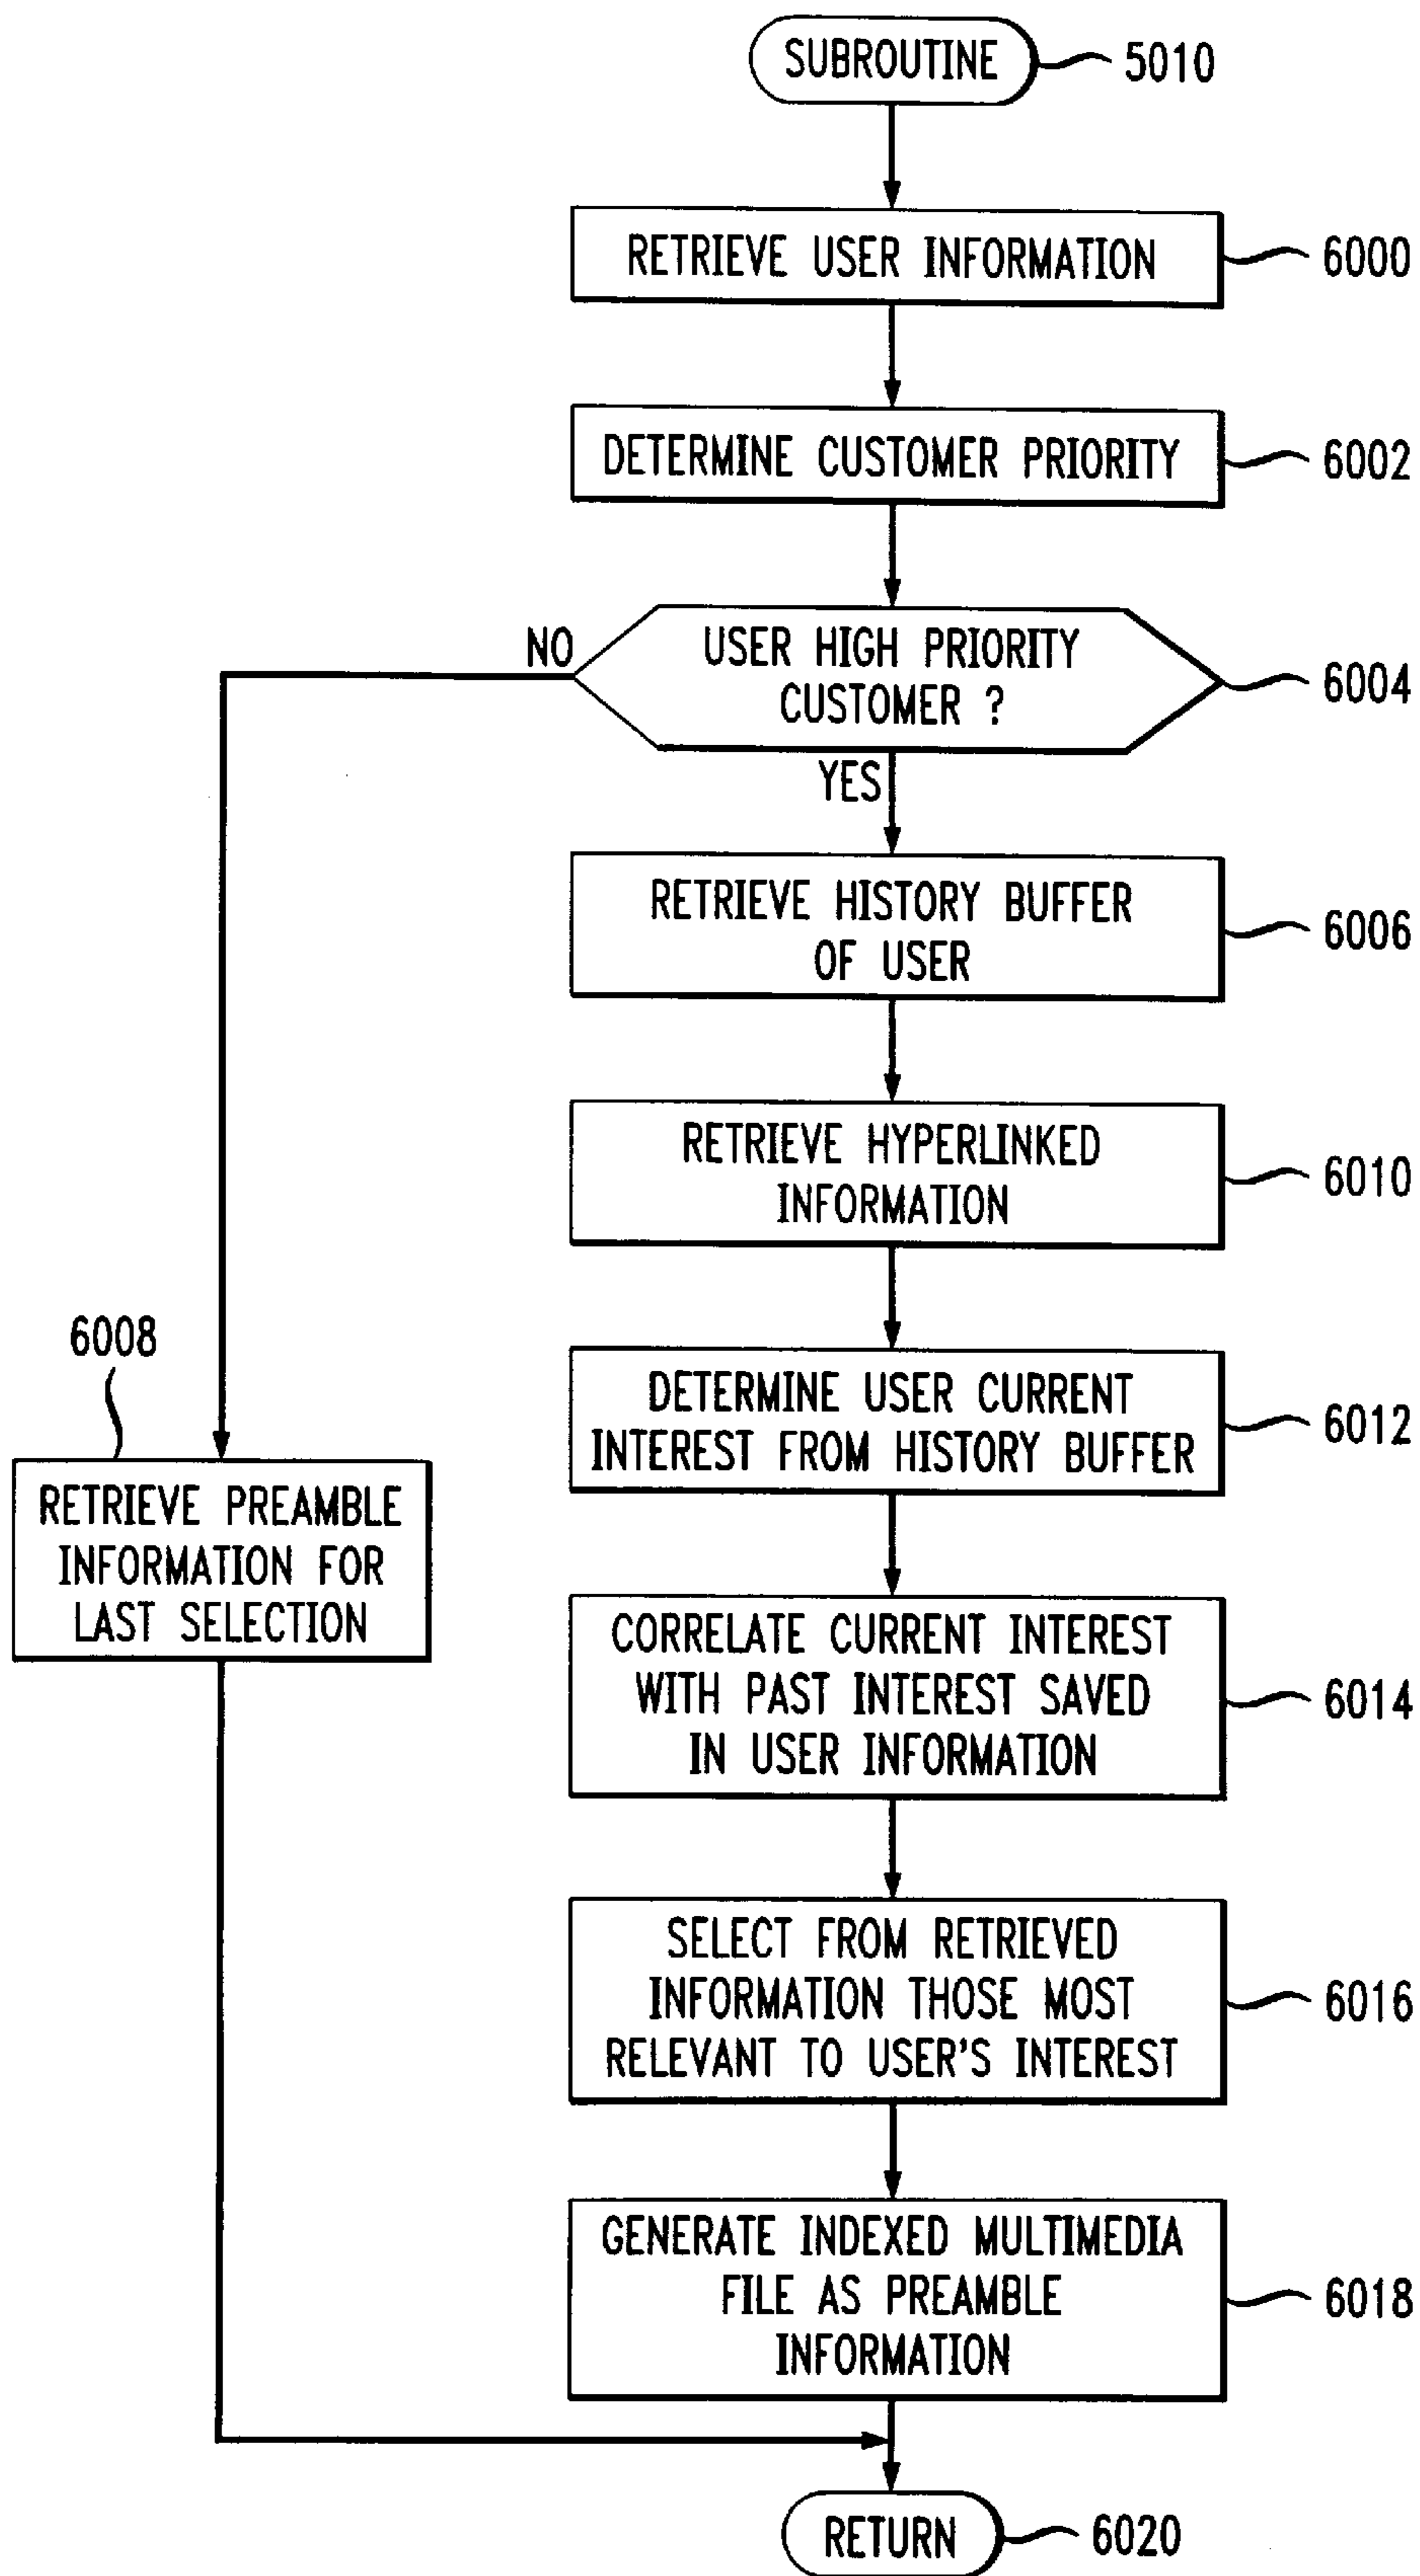 SUBROUTINE
5010
RETRIEVE USER INFORMATION
6000
DETERMINE CUSTOMER PRIORITY
6002
NO
USER HIGH PRIORITY
CUSTOMER ?
6004
YES
RETRIEVE HISTORY BUFFER
OF USER
6006
RETRIEVE HYPERLINKED
INFORMATION
6010
6008
RETRIEVE PREAMBLE
INFORMATION FOR
LAST SELECTION
DETERMINE USER CURRENT
INTEREST FROM HISTORY BUFFER
6012
CORRELATE CURRENT INTEREST
WITH PAST INTEREST SAVED
IN USER INFORMATION
6014
SELECT FROM RETRIEVED
INFORMATION THOSE MOST
RELEVANT TO USER'S INTEREST
6016
GENERATE INDEXED MULTIMEDIA
FILE AS PREAMBLE
INFORMATION
6018
RETURN
6020